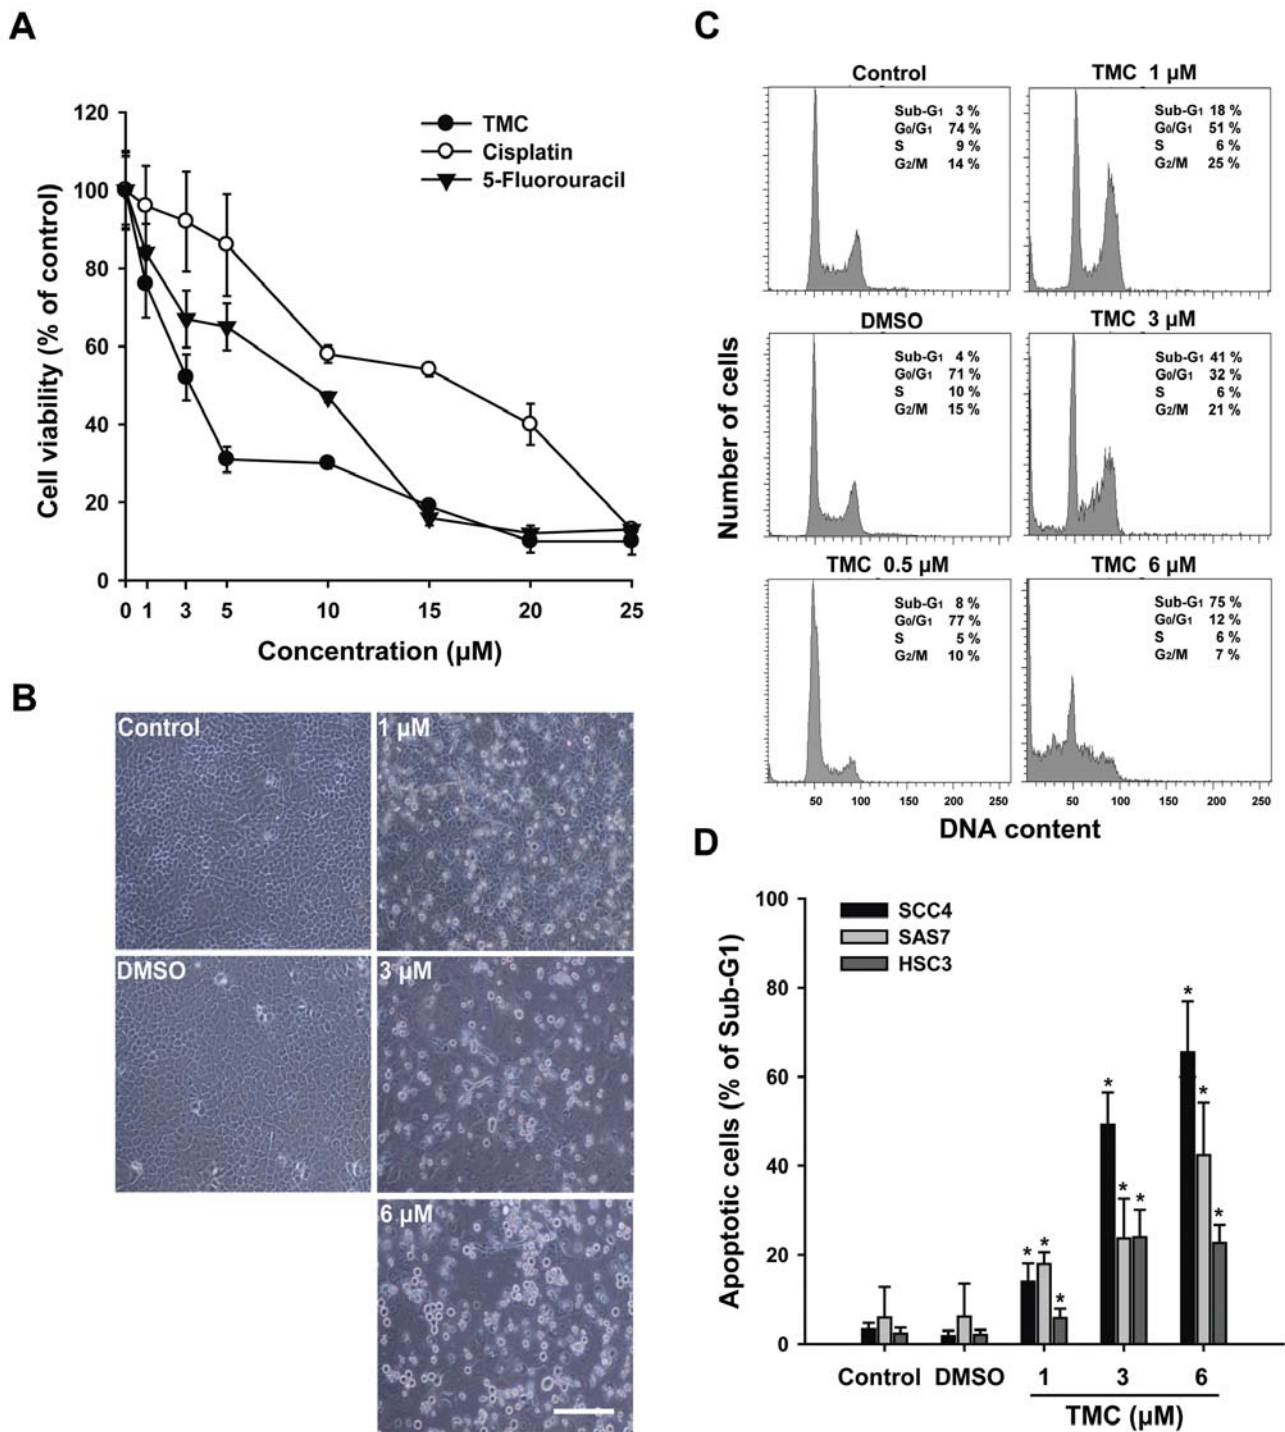 A
120
100
80
60
40
20
0
Cell viability (% of control)
TMC
Cisplatin
5-Fluorouracil
0 1 3 5 10 15 20 25
Concentration (µM)
B
Control
1 µM
DMSO
3 µM
6 µM
C
Number of cells
Control
Sub-G1 3 %
G0/G1 74 %
S 9 %
G2/M 14 %
TMC 1 µM
Sub-G1 18 %
G0/G1 51 %
S 6 %
G2/M 25 %
DMSO
Sub-G1 4 %
G0/G1 71 %
S 10 %
G2/M 15 %
TMC 3 µM
Sub-G1 41 %
G0/G1 32 %
S 6 %
G2/M 21 %
TMC 0.5 µM
Sub-G1 8 %
G0/G1 77 %
S 5 %
G2/M 10 %
TMC 6 µM
Sub-G1 75 %
G0/G1 12 %
S 6 %
G2/M 7 %
50 100 150 200 250
50 100 150 200 250
DNA content
D
100
80
60
40
20
0
Apoptotic cells (% of Sub-G1)
SCC4
SAS7
HSC3
* * *
* * *
* * *
Control DMSO 1 3 6
TMC (µM)